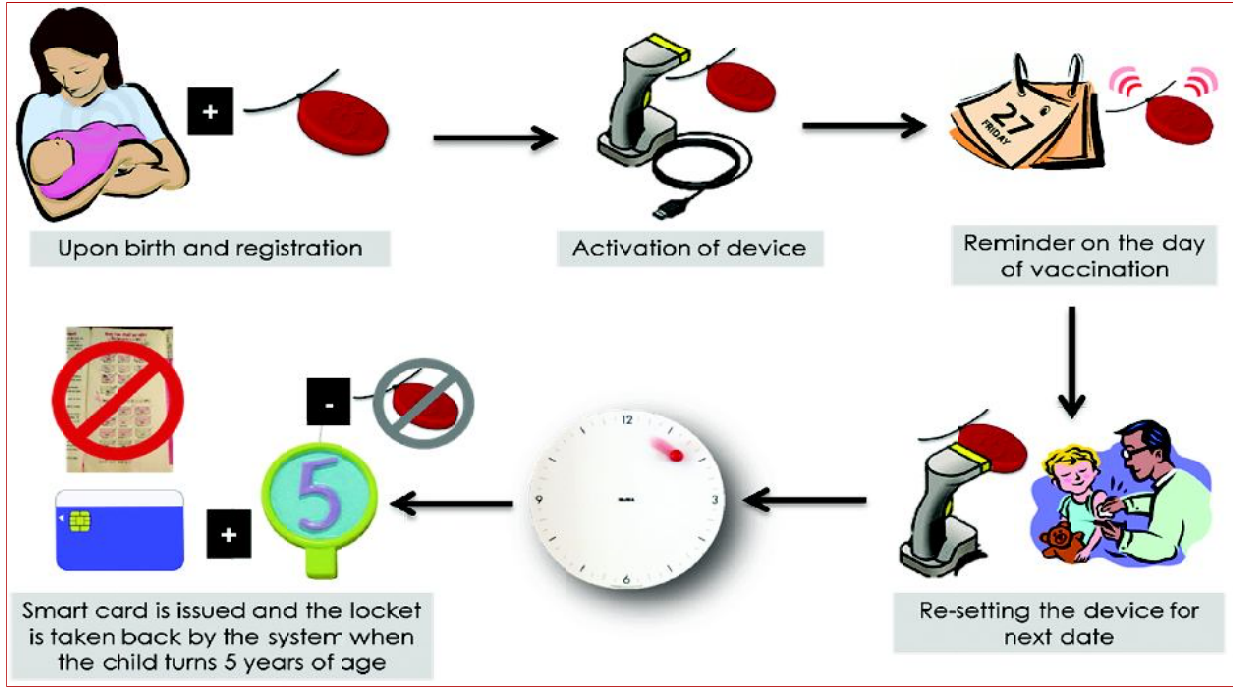 +
Upon birth and registration
Activation of device
27
FRIDAY
Reminder on the day
of vaccination
Re-setting the device for
next date
12
3
6
9
-
5
+
Smart card is issued and the locket
is taken back by the system when
the child turns 5 years of age